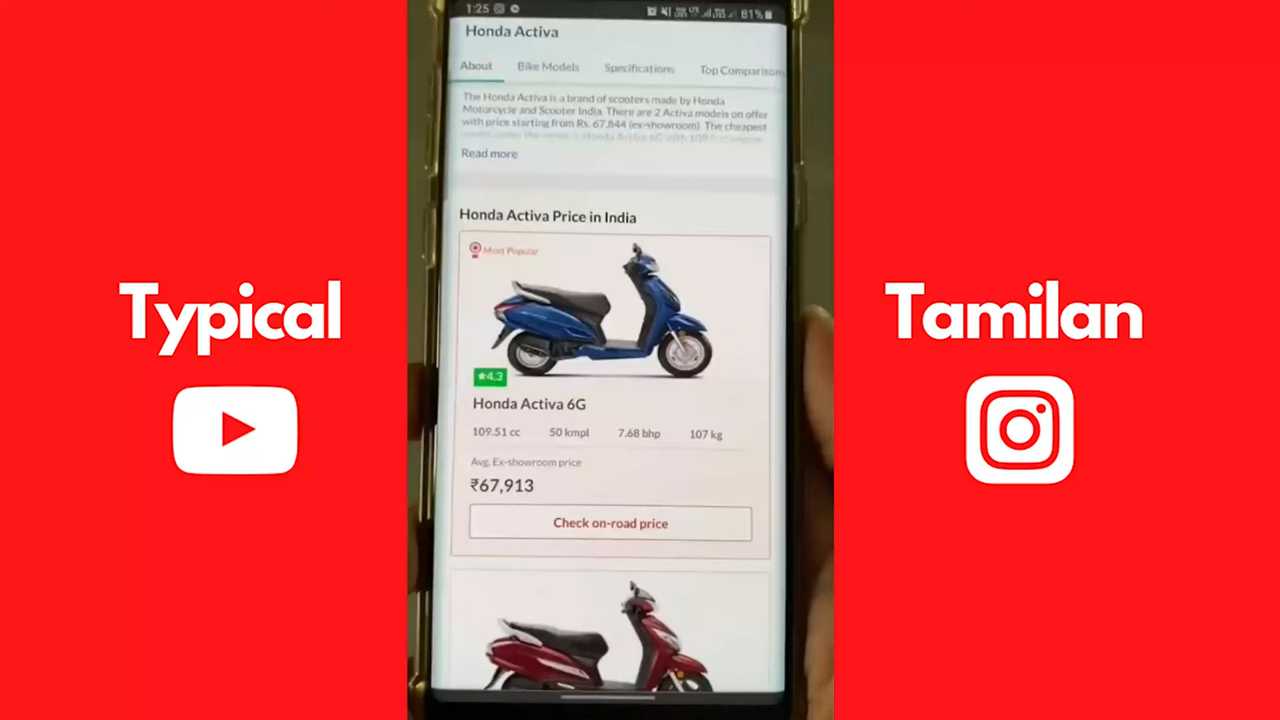 1:25
81%
Honda Activa
About Bike Models Specifications Top Comparison
The Honda Activa is a brand of scooters made by Honda
Motorcycle and Scooter India. There are 2 Activa models on offer
with price starting from Rs. 67,844 (ex-showroom). The cheapest
Read more
Honda Activa Price in India
Most Popular
4.3
Honda Activa 6G
109.51 cc 50 kmpl 7.68 bhp 107 kg
Avg. Ex-showroom price
₹67,913
Check on-road price
Typical
Tamilan